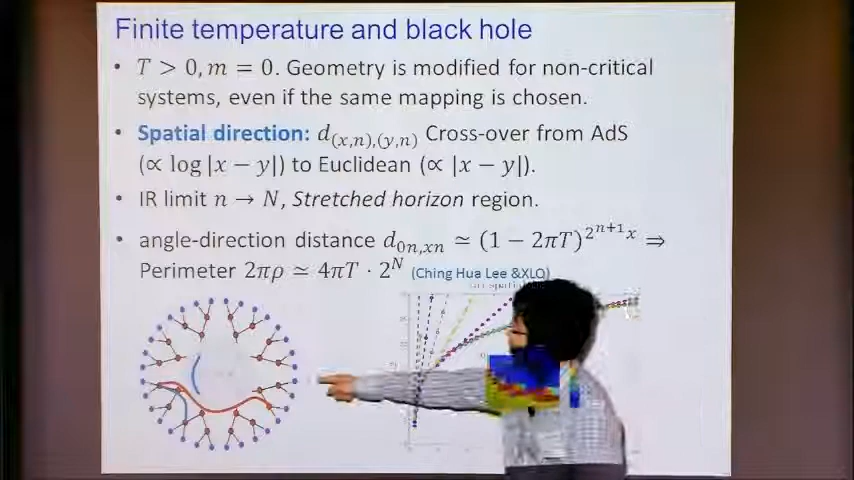 Finite temperature and black hole
• T > 0, m = 0. Geometry is modified for non-critical
systems, even if the same mapping is chosen.
• Spatial direction: d_{(x,n),(y,n)} Cross-over from AdS
(∝ log|x − y|) to Euclidean (∝ |x − y|).
• IR limit n → N, Stretched horizon region.
• angle-direction distance d_{0n,xn} ≃ (1 − 2πT)^{2^{n+1}x} ⇒
Perimeter 2πρ ≃ 4πT · 2^N (Ching Hua Lee &XLQ)